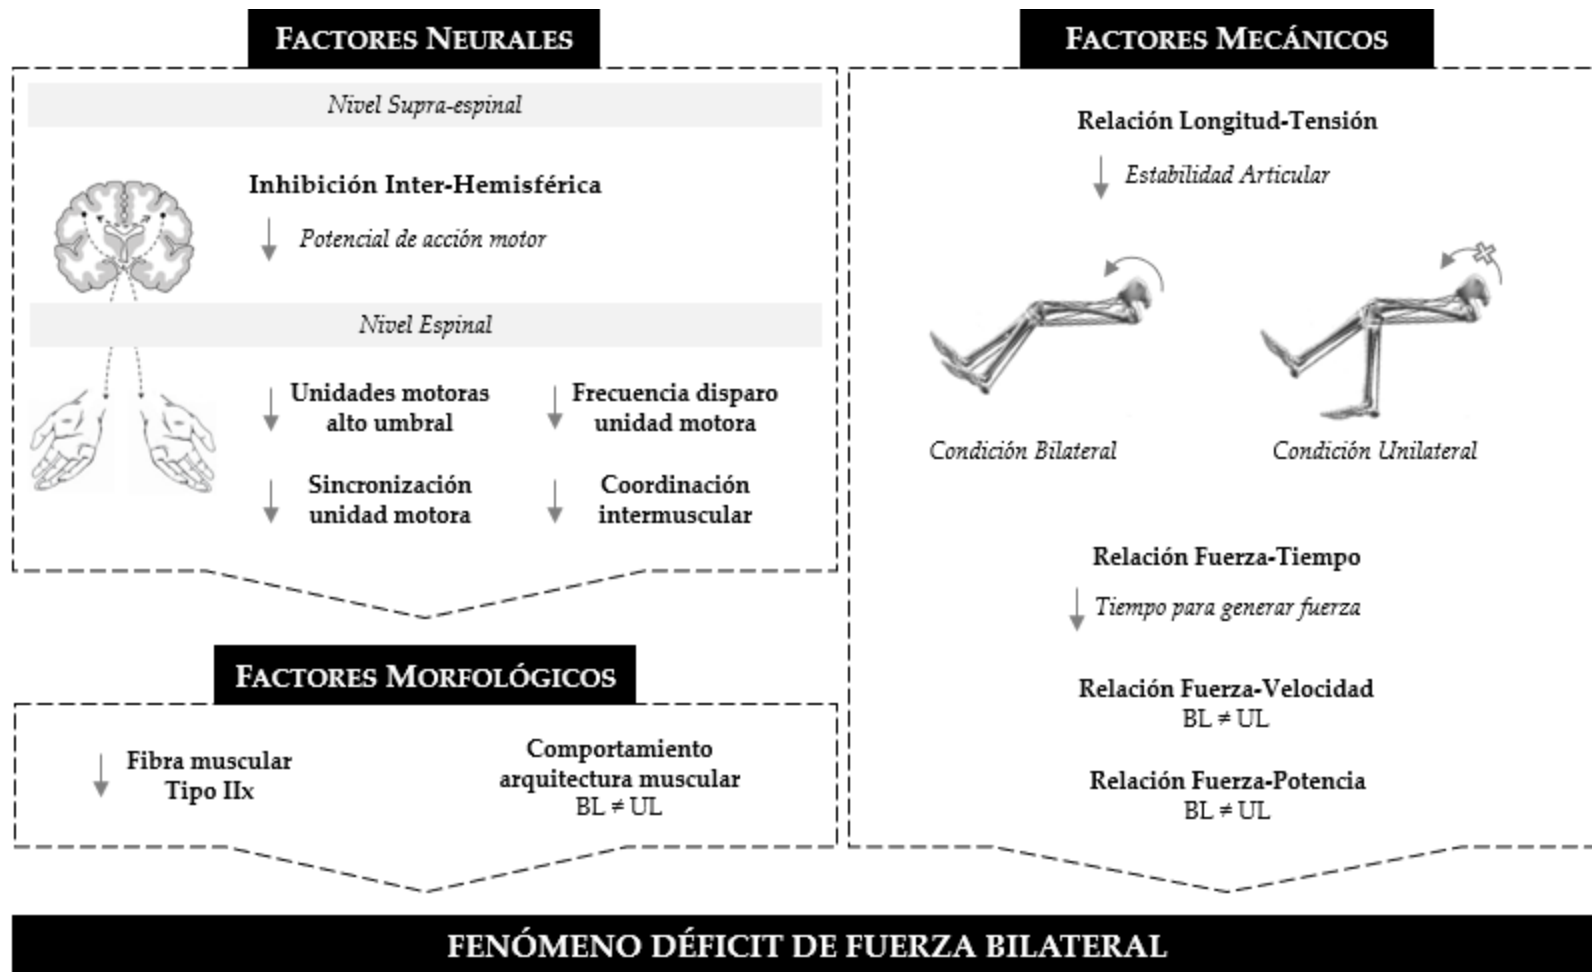 FACTORES NEURALES
Nivel Supra-espinal
Inhibición Inter-Hemisférica
↓ Potencial de acción motor
Nivel Espinal
↓ Unidades motoras
alto umbral
↓ Frecuencia disparo
unidad motora
↓ Sincronización
unidad motora
↓ Coordinación
intermuscular
FACTORES MORFOLÓGICOS
↓ Fibra muscular
Tipo IIx
Comportamiento
arquitectura muscular
BL ≠ UL
FACTORES MECÁNICOS
Relación Longitud-Tensión
↓ Estabilidad Articular
Condición Bilateral
Condición Unilateral
Relación Fuerza-Tiempo
↓ Tiempo para generar fuerza
Relación Fuerza-Velocidad
BL ≠ UL
Relación Fuerza-Potencia
BL ≠ UL
FENÓMENO DÉFICIT DE FUERZA BILATERAL